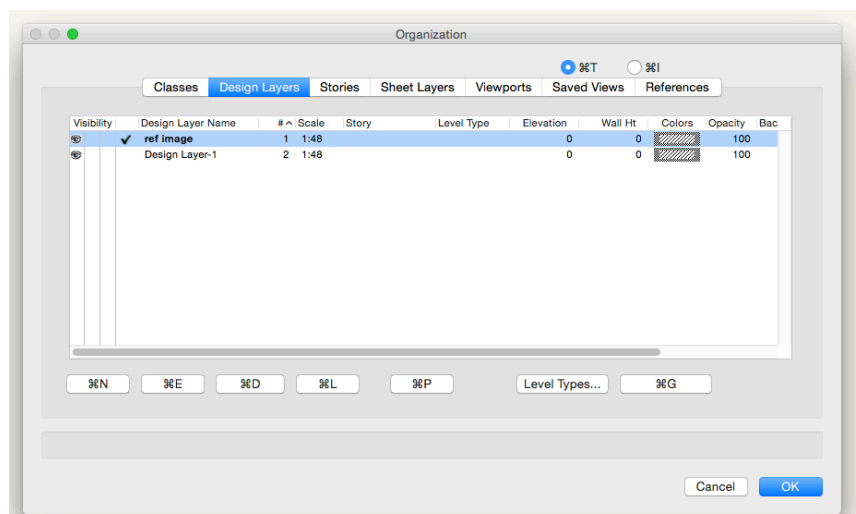 Organization
⌘T ⌘I
Classes Design Layers Stories Sheet Layers Viewports Saved Views References
Visibility Design Layer Name # ^ Scale Story Level Type Elevation Wall Ht Colors Opacity Bac
ref image 1 1:48 0 0 100
Design Layer-1 2 1:48 0 0 100
⌘N ⌘E ⌘D ⌘L ⌘P Level Types... ⌘G
Cancel OK